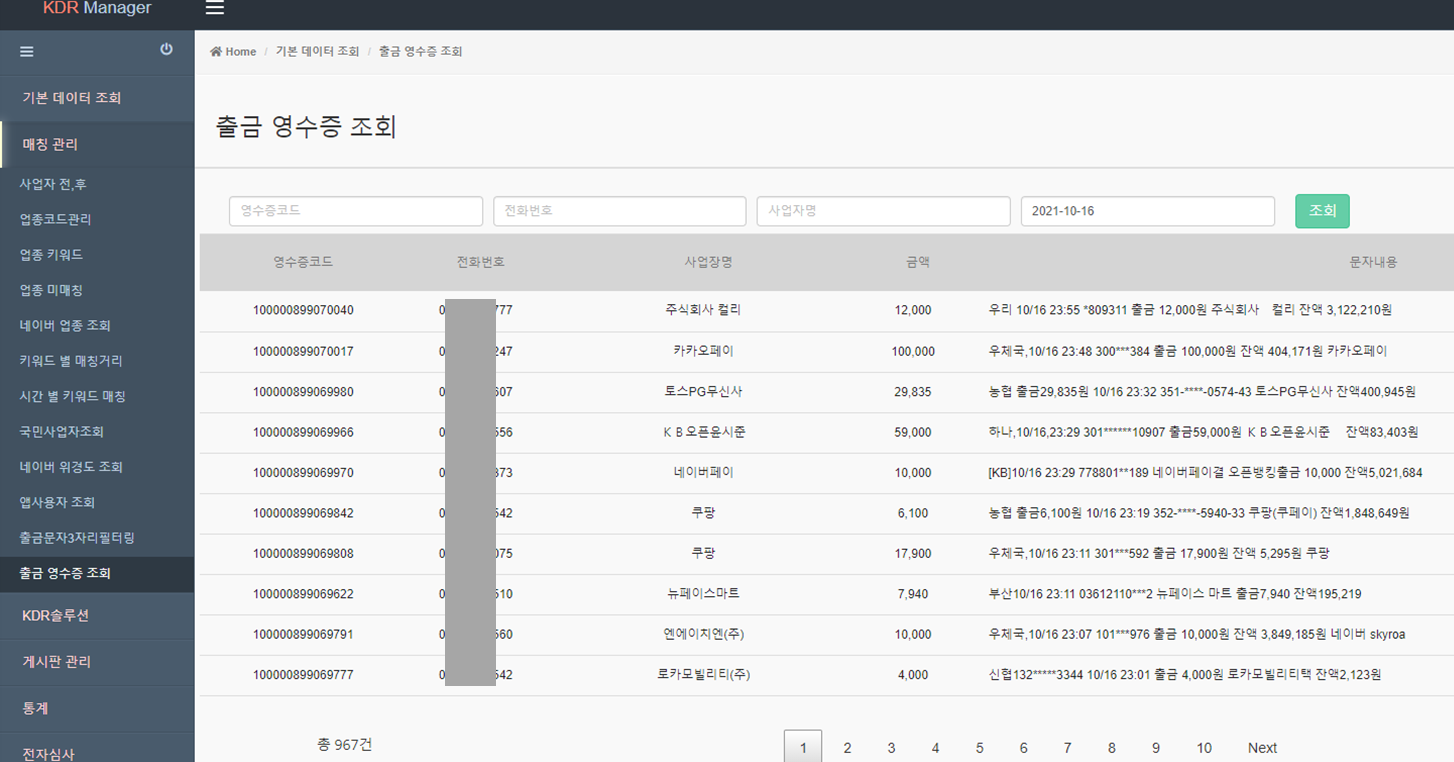 KDR Manager
Home / 기본 데이터 조회 / 출금 영수증 조회
기본 데이터 조회
매칭 관리
사업자 전,후
업종코드관리
업종 키워드
업종 미매칭
네이버 업종 조회
키워드 별 매칭거리
시간 별 키워드 매칭
국민사업자조회
네이버 위경도 조회
앱사용자 조회
출금문자3자리필터링
출금 영수증 조회
KDR솔루션
게시판 관리
통계
전자심사
출금 영수증 조회
영수증코드 전화번호 사업자명 2021-10-16 조회
영수증코드 전화번호 사업장명 금액 문자내용
100000899070040 0 777 주식회사 컬리 12,000 우리 10/16 23:55 *809311 출금 12,000원 주식회사 컬리 잔액 3,122,210원
100000899070017 0 247 카카오페이 100,000 우체국,10/16 23:48 300***384 출금 100,000원 잔액 404,171원 카카오페이
100000899069980 0 607 토스PG무신사 29,835 농협 출금29,835원 10/16 23:32 351-****-0574-43 토스PG무신사 잔액400,945원
100000899069966 0 556 ＫＢ오픈윤시준 59,000 하나,10/16,23:29 301******10907 출금59,000원 ＫＢ오픈윤시준 잔액83,403원
100000899069970 0 373 네이버페이 10,000 [KB]10/16 23:29 778801**189 네이버페이결 오픈뱅킹출금 10,000 잔액5,021,684
100000899069842 0 542 쿠팡 6,100 농협 출금6,100원 10/16 23:19 352-****-5940-33 쿠팡(쿠페이) 잔액1,848,649원
100000899069808 0 075 쿠팡 17,900 우체국,10/16 23:11 301***592 출금 17,900원 잔액 5,295원 쿠팡
100000899069622 0 510 뉴페이스마트 7,940 부산10/16 23:11 03612110***2 뉴페이스 마트 출금7,940 잔액195,219
100000899069791 0 560 엔에이치엔(주) 10,000 우체국,10/16 23:07 101***976 출금 10,000원 잔액 3,849,185원 네이버 skyroa
100000899069777 0 542 로카모빌리티(주) 4,000 신협132*****3344 10/16 23:01 출금 4,000원 로카모빌리티택 잔액2,123원
총 967건 1 2 3 4 5 6 7 8 9 10 Next